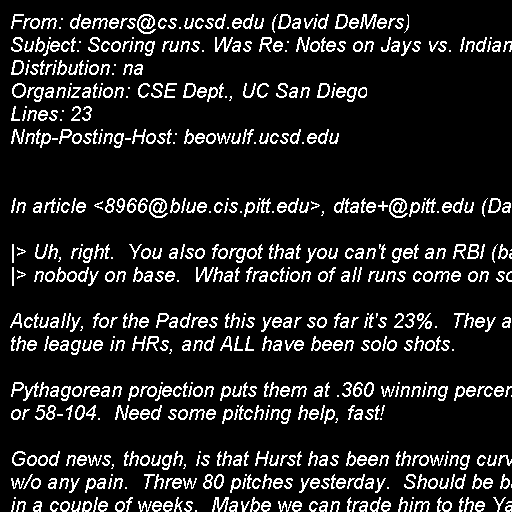 From: demers@cs.ucsd.edu (David DeMers)
Subject: Scoring runs. Was Re: Notes on Jays vs. Indian
Distribution: na
Organization: CSE Dept., UC San Diego
Lines: 23
Nntp-Posting-Host: beowulf.ucsd.edu
In article <8966@blue.cis.pitt.edu>, dtate+@pitt.edu (Da
|> Uh, right.  You also forgot that you can't get an RBI (ba
|> nobody on base.  What fraction of all runs come on so
Actually, for the Padres this year so far it's 23%.  They a
the league in HRs, and ALL have been solo shots.
Pythagorean projection puts them at .360 winning percen
or 58-104.  Need some pitching help, fast!
Good news, though, is that Hurst has been throwing curv
w/o any pain.  Threw 80 pitches yesterday.  Should be ba
in a couple of weeks.  Maybe we can trade him to the Ya